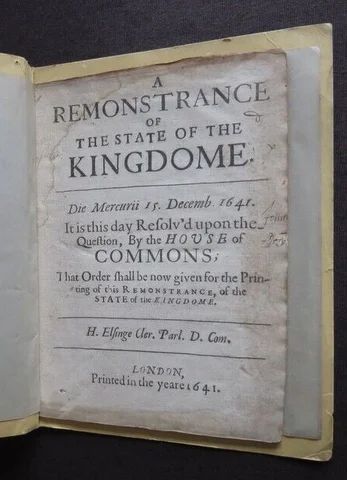 A
REMONSTRANCE
OF
THE STATE OF THE
KINGDOME.
Die Mercurii 15. Decemb. 1641.
It is this day Resolv'd upon the
Question, By the HOUSE of
COMMONS;
That Order shall be now given for the Prin-
ting of this REMONSTRANCE, of the
STATE of the KINGDOME.
H. Elsinge Cler. Parl. D. Com.
LONDON,
Printed in the yeare 1641.